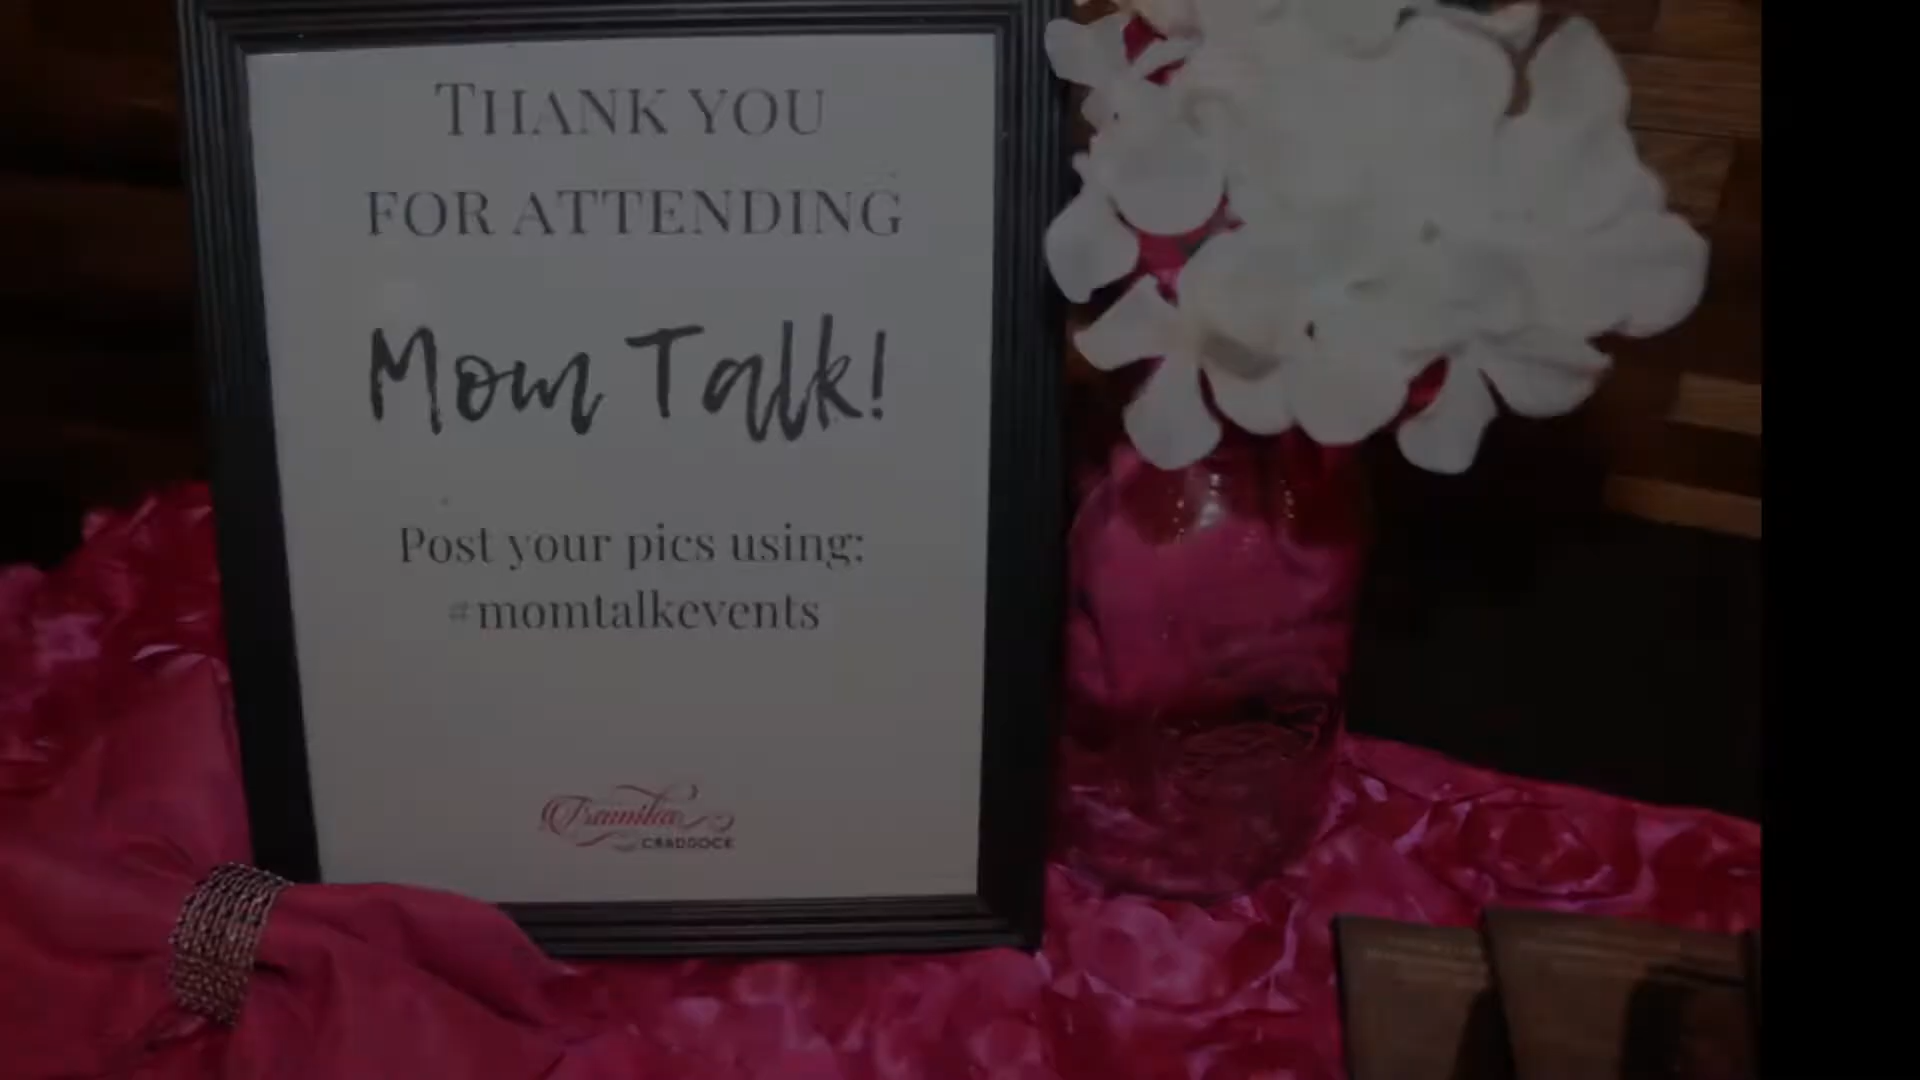 THANK YOU
FOR ATTENDING
Mom Talk!
Post your pics using:
#momtalkevents
CRADDOCK